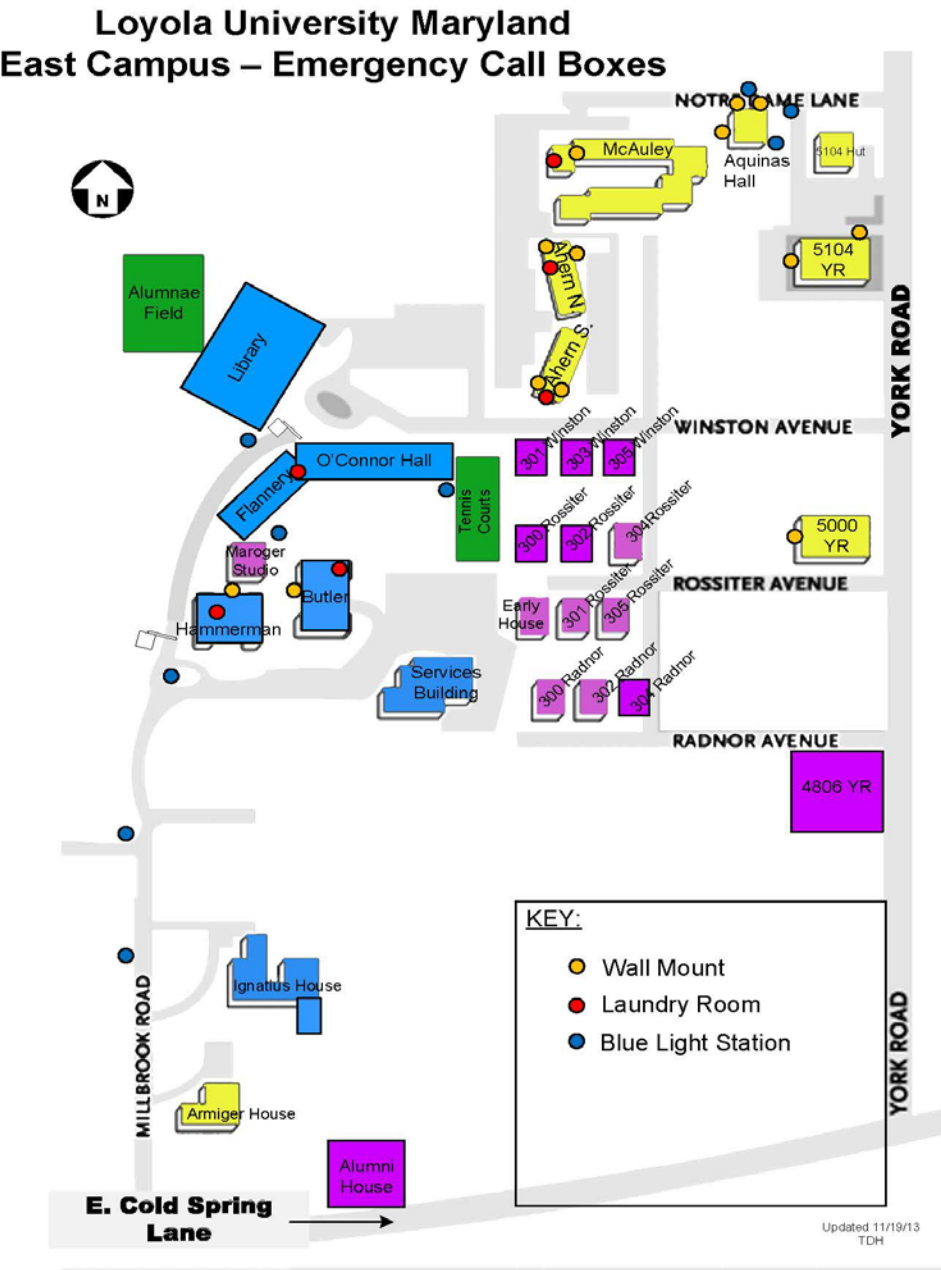 Loyola University Maryland
East Campus – Emergency Call Boxes
NOTRE DAME LANE
McAuley
Aquinas
Hall
5104 Hut
N
5104
YR
Ahern N.
Alumnae
Field
Library
Ahern S.
YORK ROAD
WINSTON AVENUE
301 Winston
303 Winston
305 Winston
O'Connor Hall
Flannery
Tennis
Courts
300 Rossiter
302 Rossiter
304Rossiter
5000
YR
Maroger
Studio
ROSSITER AVENUE
Butler
Hammerman
Early
House
301 Rossiter
305 Rossiter
Services
Building
300 Radnor
302 Radnor
304 Radnor
RADNOR AVENUE
4806 YR
KEY:
Wall Mount
Laundry Room
Blue Light Station
Ignatius House
MILLBROOK ROAD
YORK ROAD
Armiger House
Alumni
House
E. Cold Spring
Lane
Updated 11/19/13
TDH